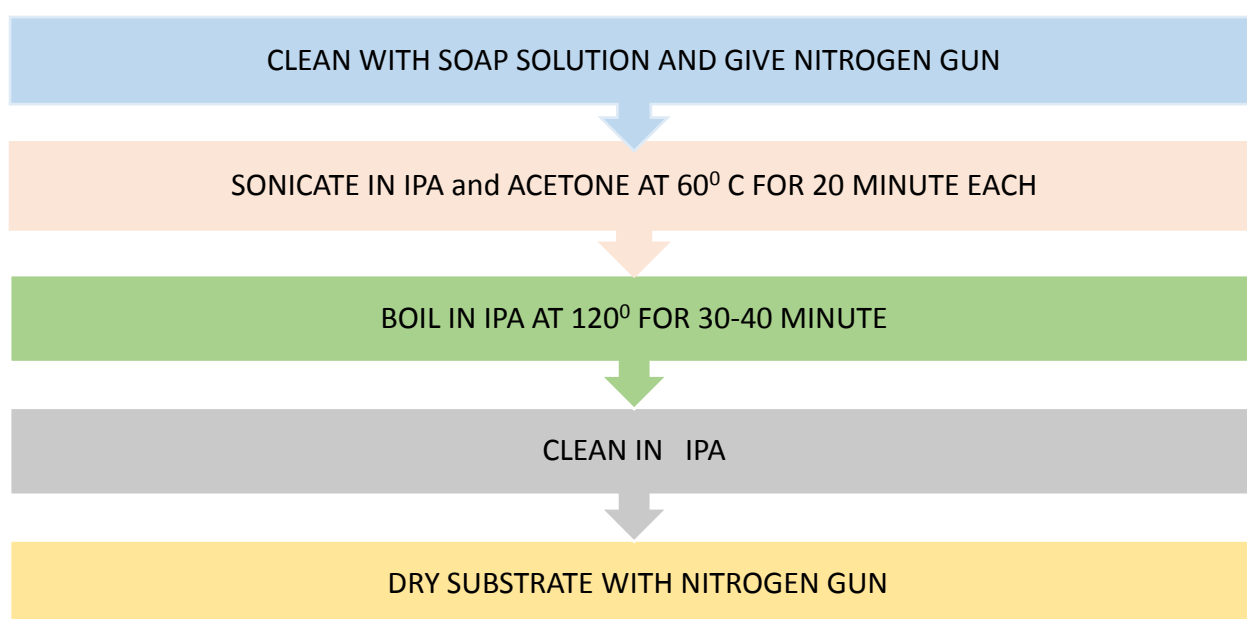 CLEAN WITH SOAP SOLUTION AND GIVE NITROGEN GUN
SONICATE IN IPA and ACETONE AT 60⁰ C FOR 20 MINUTE EACH
BOIL IN IPA AT 120⁰ FOR 30-40 MINUTE
CLEAN IN IPA
DRY SUBSTRATE WITH NITROGEN GUN